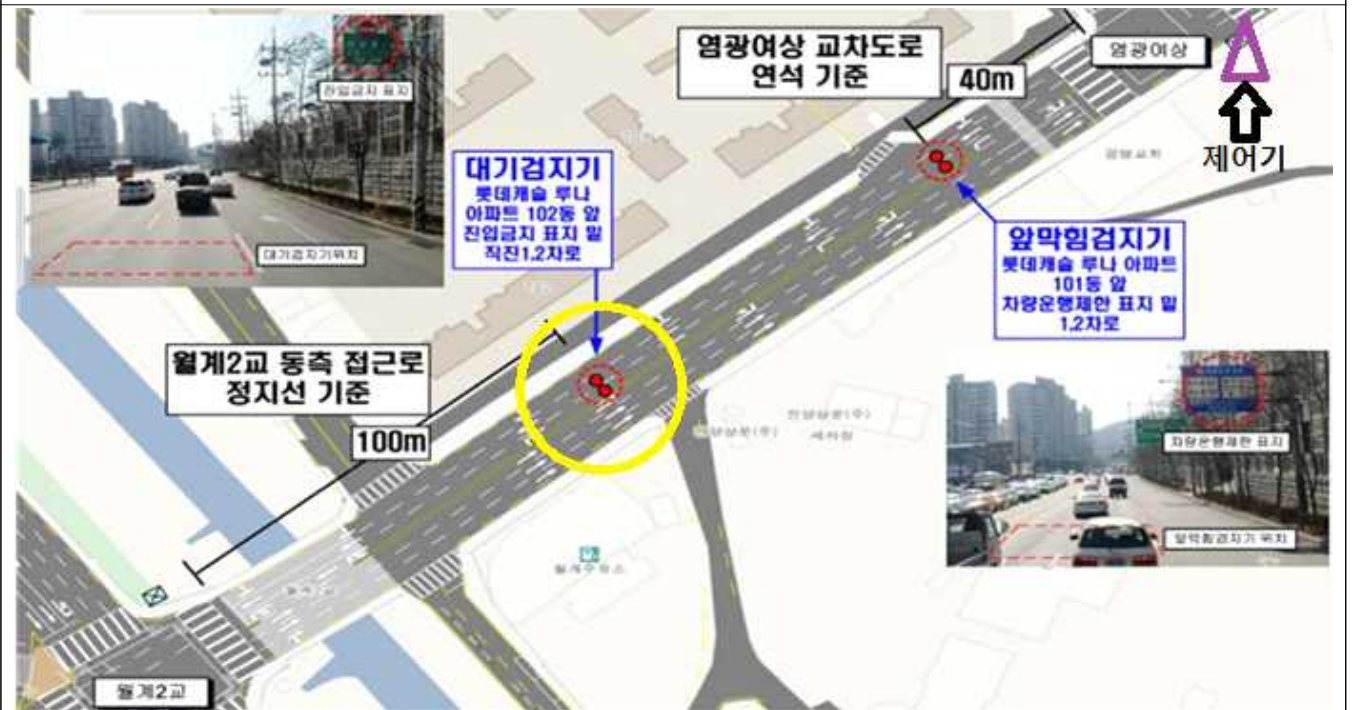 진입금지 표지
대기검지기위치
염광여상 교차도로
연석 기준
40m
염광여상
제어기
대기검지기
롯데캐슬 루나
아파트 102동 앞
진입금지 표지 밑
직진1,2차로
앞막힘검지기
롯데캐슬 루나 아파트
101동 앞
차량운행제한 표지 밑
1,2차로
월계2교 동측 접근로
정지선 기준
100m
차량운행제한 표지
앞막힘검지기 위치
월계2교
월계2교